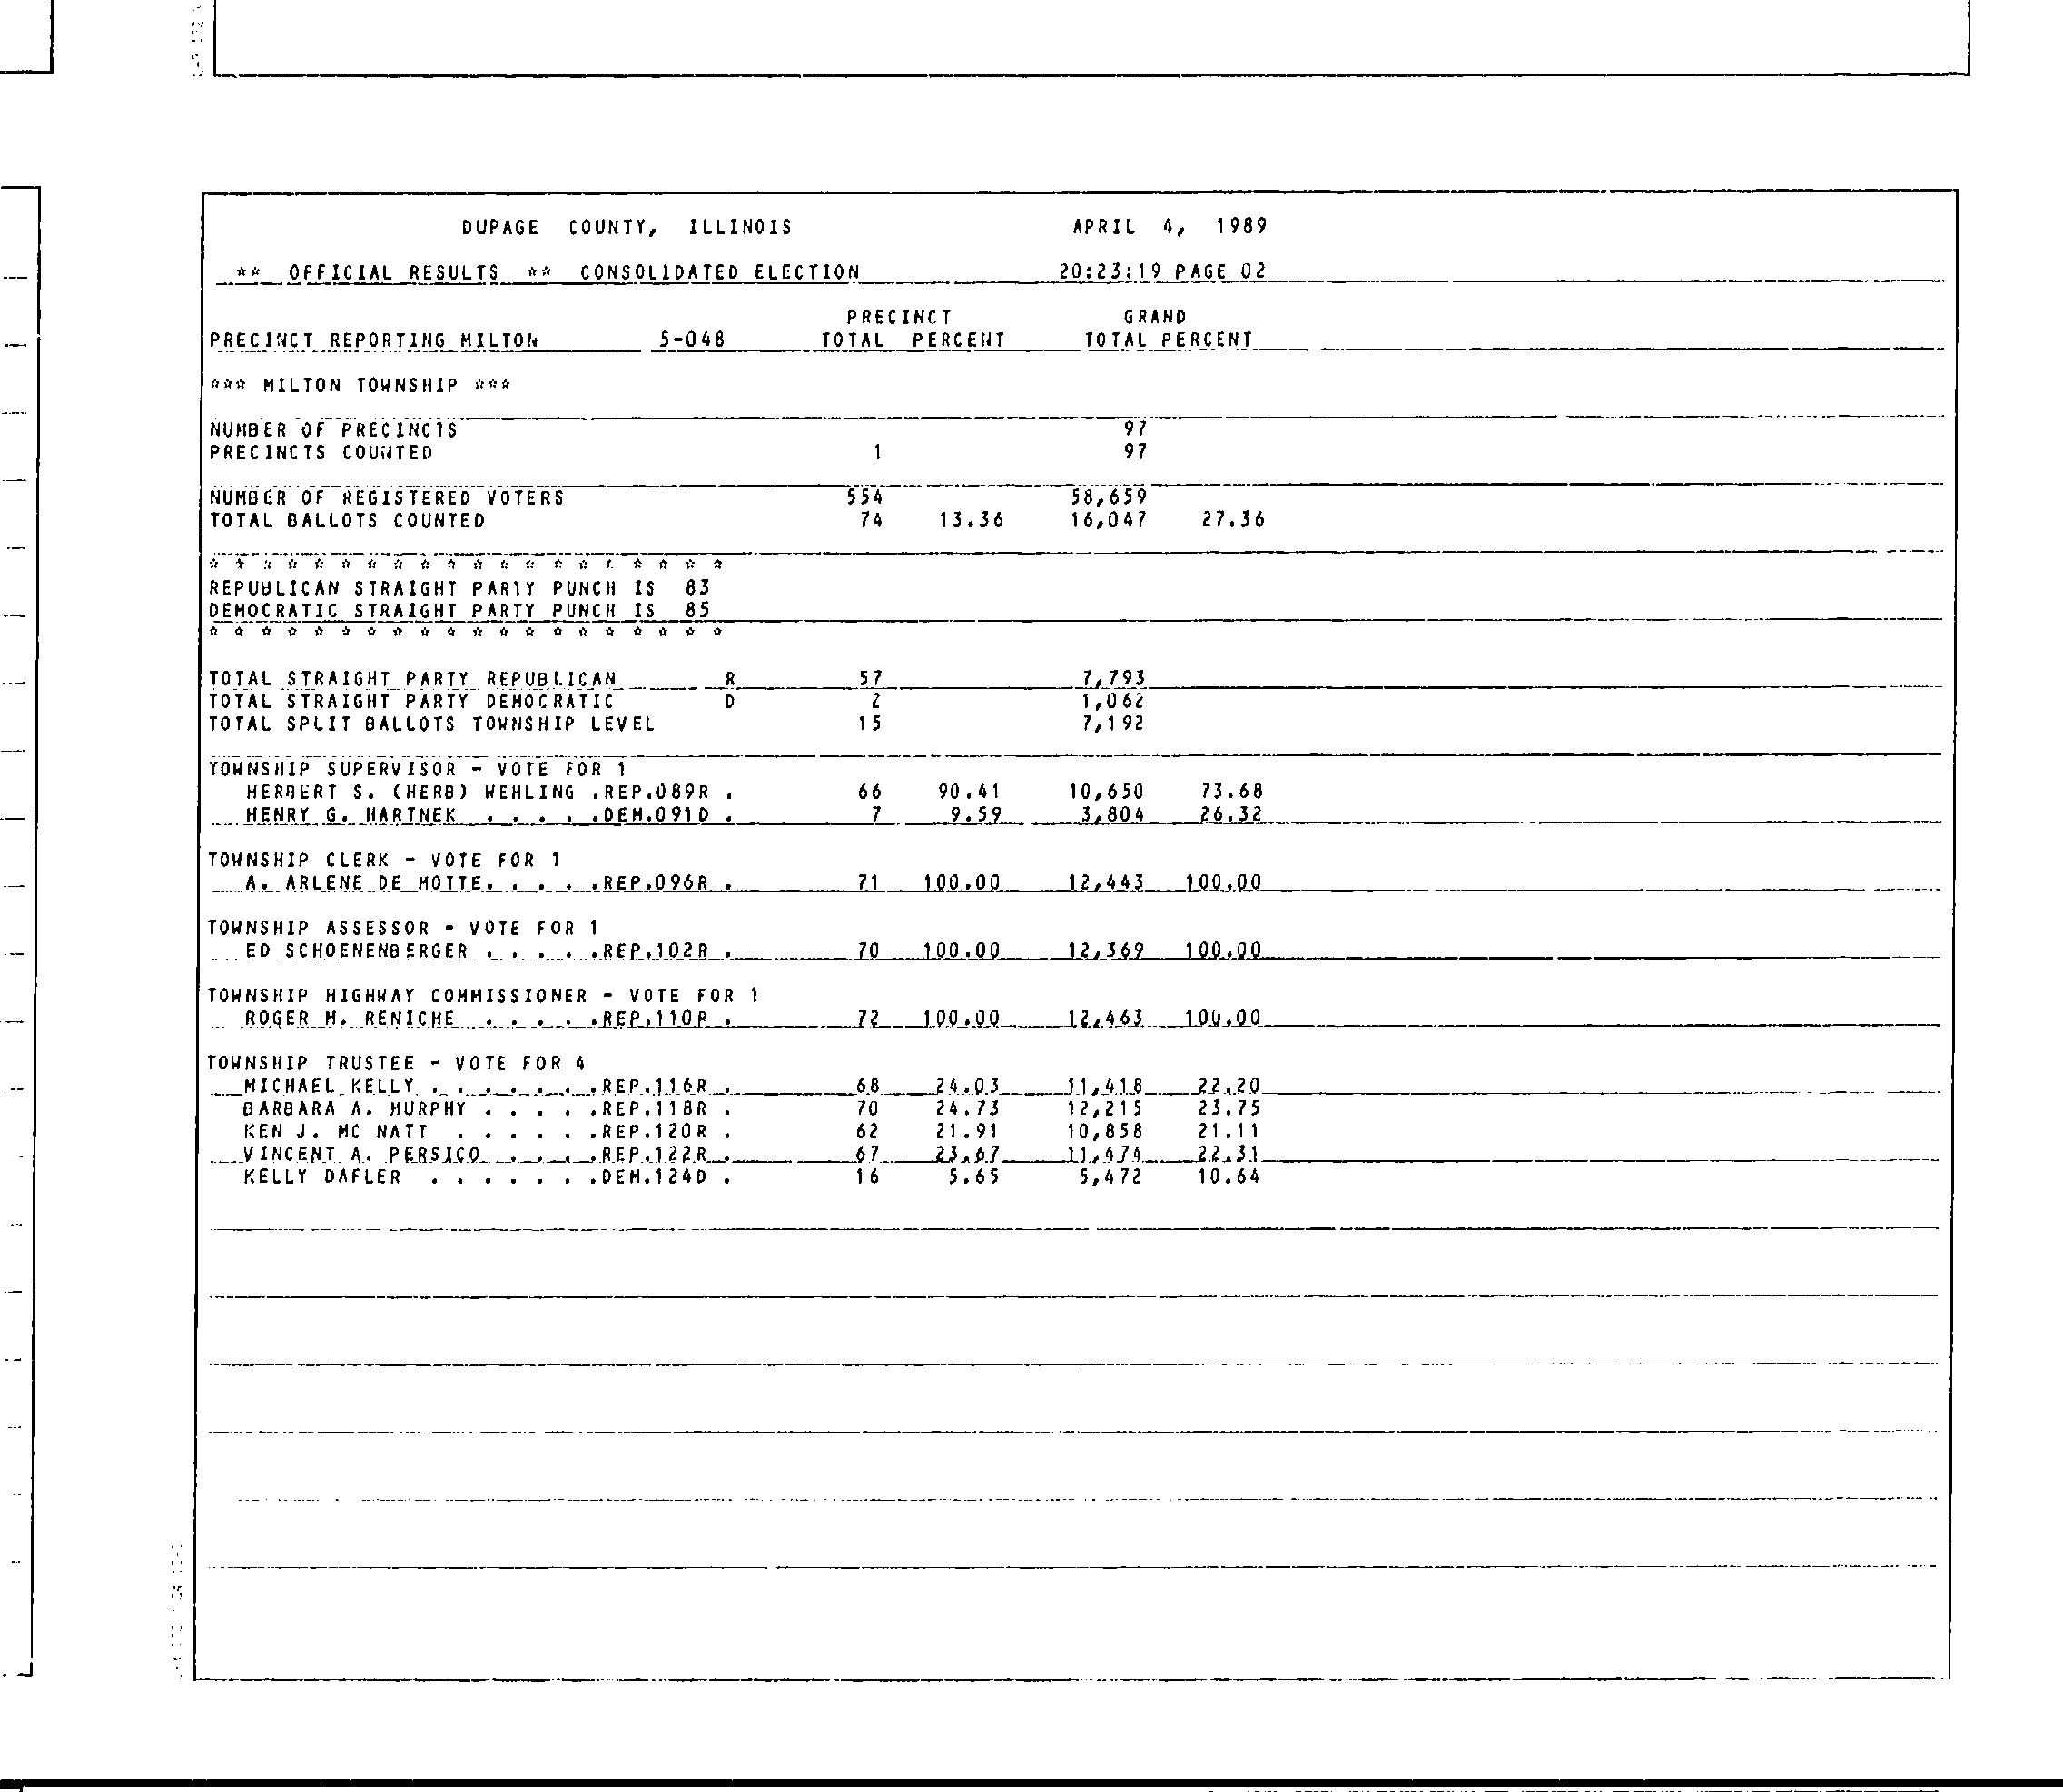 DUPAGE COUNTY, ILLINOIS APRIL 4, 1989
** OFFICIAL RESULTS ** CONSOLIDATED ELECTION 20:23:19 PAGE 02
PRECINCT GRAND
PRECINCT REPORTING MILTON 5-048 TOTAL PERCENT TOTAL PERCENT
*** MILTON TOWNSHIP ***
NUMBER OF PRECINCTS 97
PRECINCTS COUNTED 1 97
NUMBER OF REGISTERED VOTERS 554 58,659
TOTAL BALLOTS COUNTED 74 13.36 16,047 27.36
* * * * * * * * * * * * * * * * * * * *
REPUBLICAN STRAIGHT PARTY PUNCH IS 83
DEMOCRATIC STRAIGHT PARTY PUNCH IS 85
* * * * * * * * * * * * * * * * * * * *
TOTAL STRAIGHT PARTY REPUBLICAN R 57 7,793
TOTAL STRAIGHT PARTY DEMOCRATIC D 2 1,062
TOTAL SPLIT BALLOTS TOWNSHIP LEVEL 15 7,192
TOWNSHIP SUPERVISOR - VOTE FOR 1
HERBERT S. (HERB) WEHLING .REP.089R . 66 90.41 10,650 73.68
HENRY G. HARTNEK . . . . .DEM.091D . 7 9.59 3,804 26.32
TOWNSHIP CLERK - VOTE FOR 1
A. ARLENE DE MOTTE. . . . .REP.096R . 71 100.00 12,443 100.00
TOWNSHIP ASSESSOR - VOTE FOR 1
ED SCHOENENBERGER . . . . .REP.102R . 70 100.00 12,369 100.00
TOWNSHIP HIGHWAY COMMISSIONER - VOTE FOR 1
ROGER M. RENICHE . . . . .REP.110R . 72 100.00 12,463 100.00
TOWNSHIP TRUSTEE - VOTE FOR 4
MICHAEL KELLY . . . . . . .REP.116R . 68 24.03 11,418 22.20
BARBARA A. MURPHY . . . . .REP.118R . 70 24.73 12,215 23.75
KEN J. MC NATT . . . . . .REP.120R . 62 21.91 10,858 21.11
VINCENT A. PERSICO . . . .REP.122R . 67 23.67 11,474 22.31
KELLY DAFLER . . . . . . .DEM.124D . 16 5.65 5,472 10.64